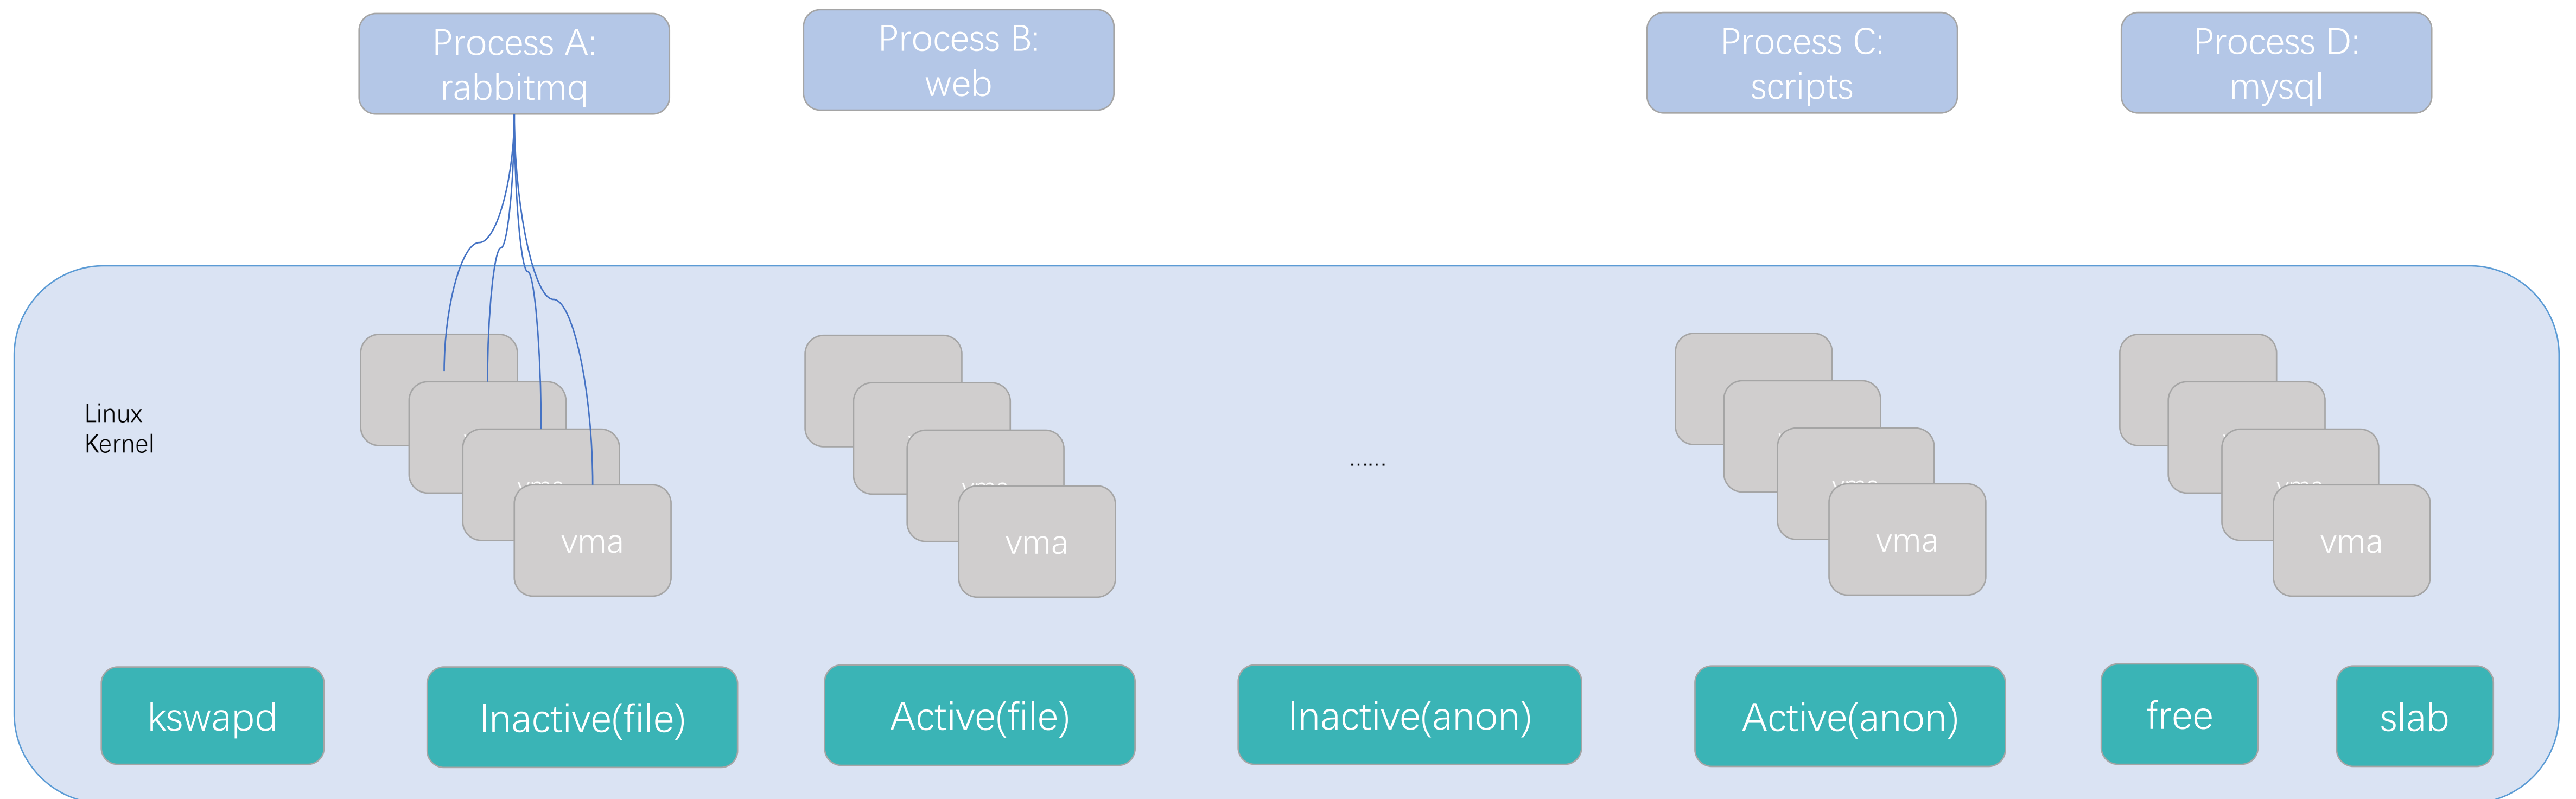 Process A:
rabbitmq
Process B:
web
Process C:
scripts
Process D:
mysql
Linux
Kernel
vma
vma
......
vma
vma
kswapd
Inactive(file)
Active(file)
Inactive(anon)
Active(anon)
free
slab